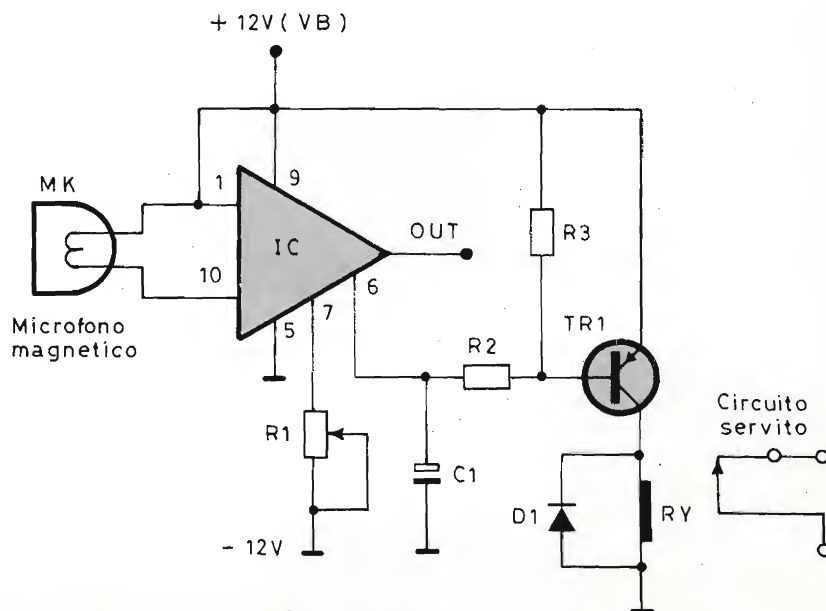 + 12V ( VB )
MK
1
9
IC
OUT
R3
10
6
7
5
Microfono
magnetico
TR1
R2
Circuito
servito
R1
C1
D1
RY
- 12V